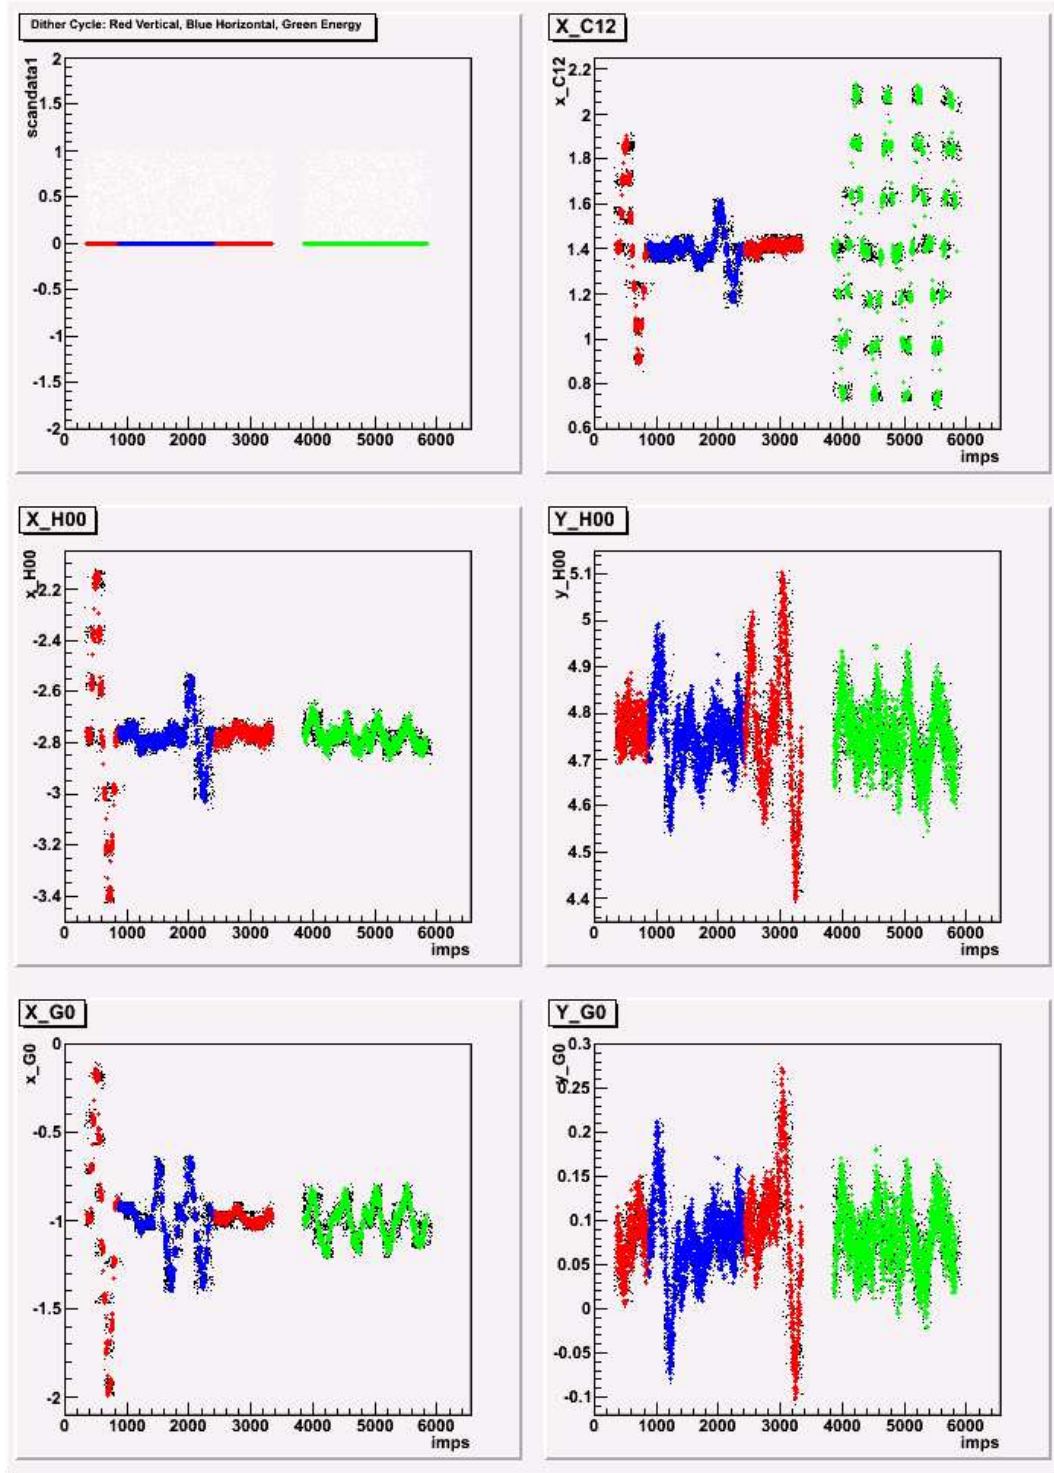 Dither Cycle: Red Vertical, Blue Horizontal, Green Energy
scandata1
2
1.5
1
0.5
0
-0.5
-1
-1.5
-2
0 1000 2000 3000 4000 5000 6000
X_C12
x_C12
2.2
2
1.8
1.6
1.4
1.2
1
0.8
0.6
0 1000 2000 3000 4000 5000 6000
imps
X_H00
x_H00
-2.2
-2.4
-2.6
-2.8
-3
-3.2
-3.4
0 1000 2000 3000 4000 5000 6000
imps
Y_H00
y_H00
5.1
5
4.9
4.8
4.7
4.6
4.5
4.4
0 1000 2000 3000 4000 5000 6000
imps
X_G0
x_G0
0
-0.5
-1
-1.5
-2
0 1000 2000 3000 4000 5000 6000
imps
Y_G0
y_G0
0.3
0.25
0.2
0.15
0.1
0.05
0
-0.05
-0.1
0 1000 2000 3000 4000 5000 6000
imps